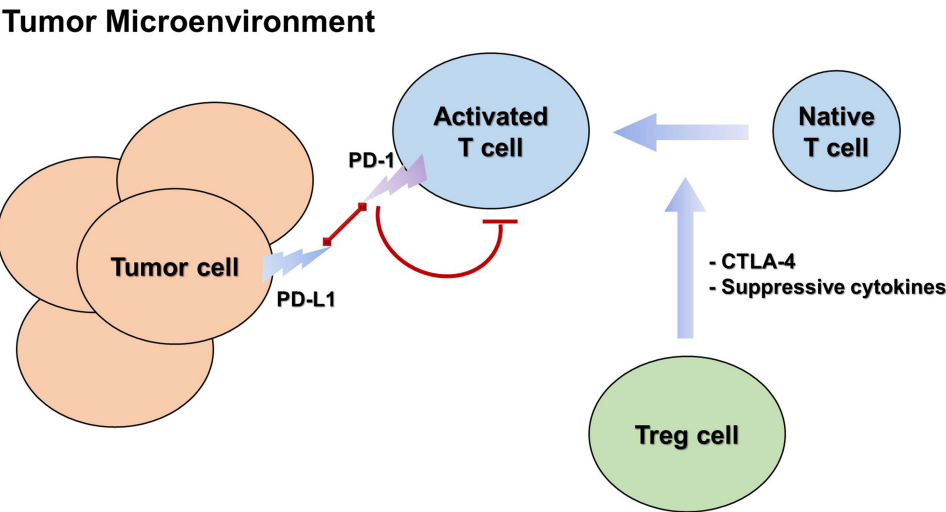 Tumor Microenvironment
Activated
T cell
Native
T cell
PD-1
Tumor cell
PD-L1
- CTLA-4
- Suppressive cytokines
Treg cell